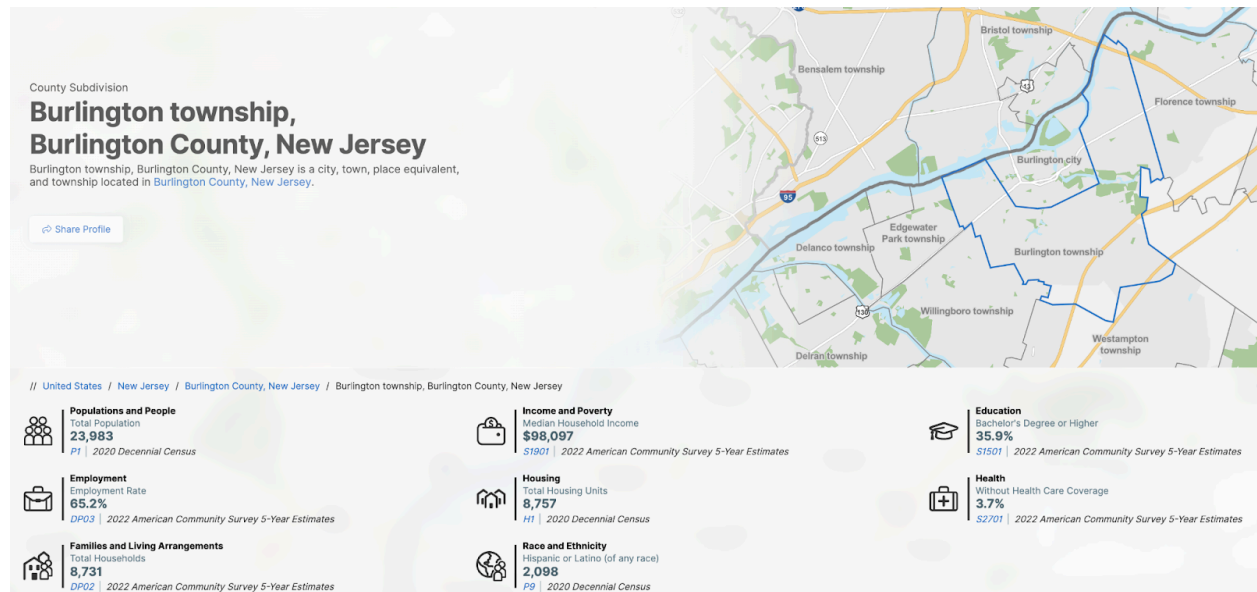 County Subdivision
Burlington township,
Burlington County, New Jersey
Burlington township, Burlington County, New Jersey is a city, town, place equivalent,
and township located in Burlington County, New Jersey.
Share Profile
Bristol township
Bensalem township
13
Florence township
513
Burlington city
95
Edgewater
Park township
Delanco township
Burlington township
130
Willingboro township
Westampton
township
Delran township
// United States / New Jersey / Burlington County, New Jersey / Burlington township, Burlington County, New Jersey
Populations and People
Total Population
23,983
P1 | 2020 Decennial Census
Income and Poverty
Median Household Income
$98,097
S1901 | 2022 American Community Survey 5-Year Estimates
Education
Bachelor's Degree or Higher
35.9%
S1501 | 2022 American Community Survey 5-Year Estimates
Employment
Employment Rate
65.2%
DP03 | 2022 American Community Survey 5-Year Estimates
Housing
Total Housing Units
8,757
H1 | 2020 Decennial Census
Health
Without Health Care Coverage
3.7%
S2701 | 2022 American Community Survey 5-Year Estimates
Families and Living Arrangements
Total Households
8,731
DP02 | 2022 American Community Survey 5-Year Estimates
Race and Ethnicity
Hispanic or Latino (of any race)
2,098
P9 | 2020 Decennial Census